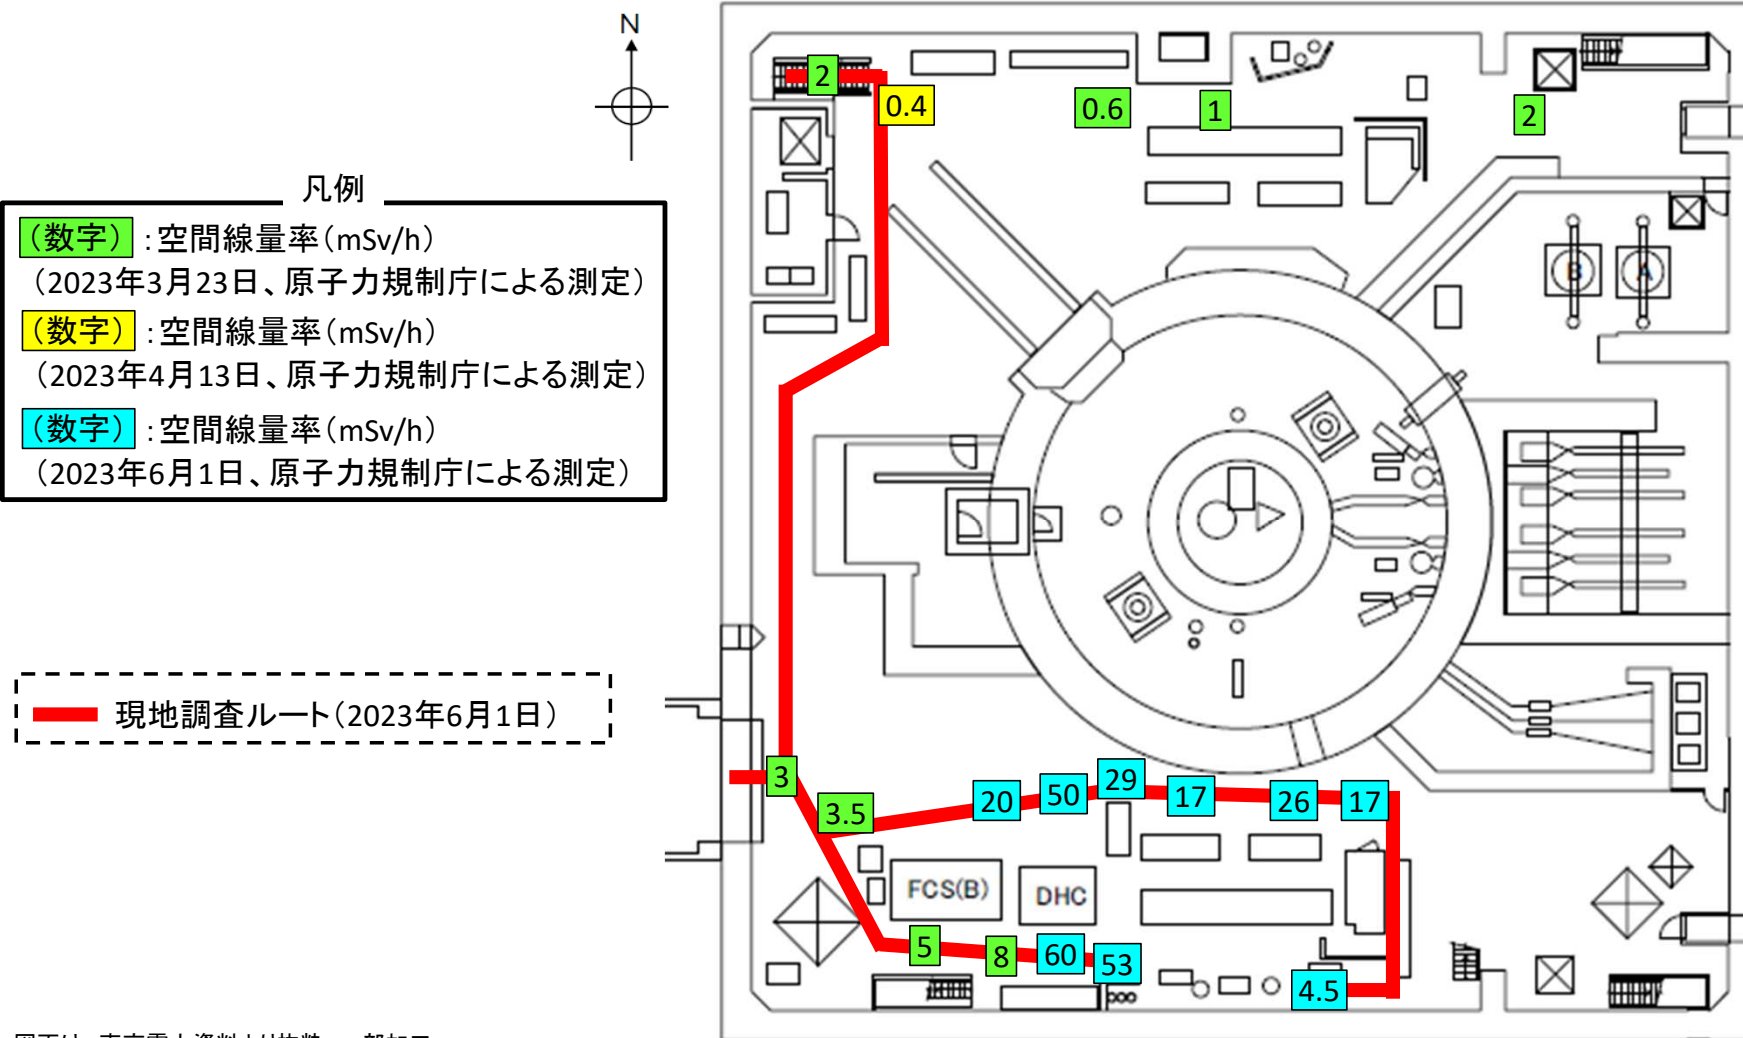 N
2
0.4
0.6
1
2
凡例
（数字）：空間線量率（mSv/h）
（2023年3月23日、原子力規制庁による測定）
（数字）：空間線量率（mSv/h）
（2023年4月13日、原子力規制庁による測定）
（数字）：空間線量率（mSv/h）
（2023年6月1日、原子力規制庁による測定）
B
A
現地調査ルート（2023年6月1日）
3
3.5
20
50
29
17
26
17
FCS(B)
DHC
5
8
60
53
4.5